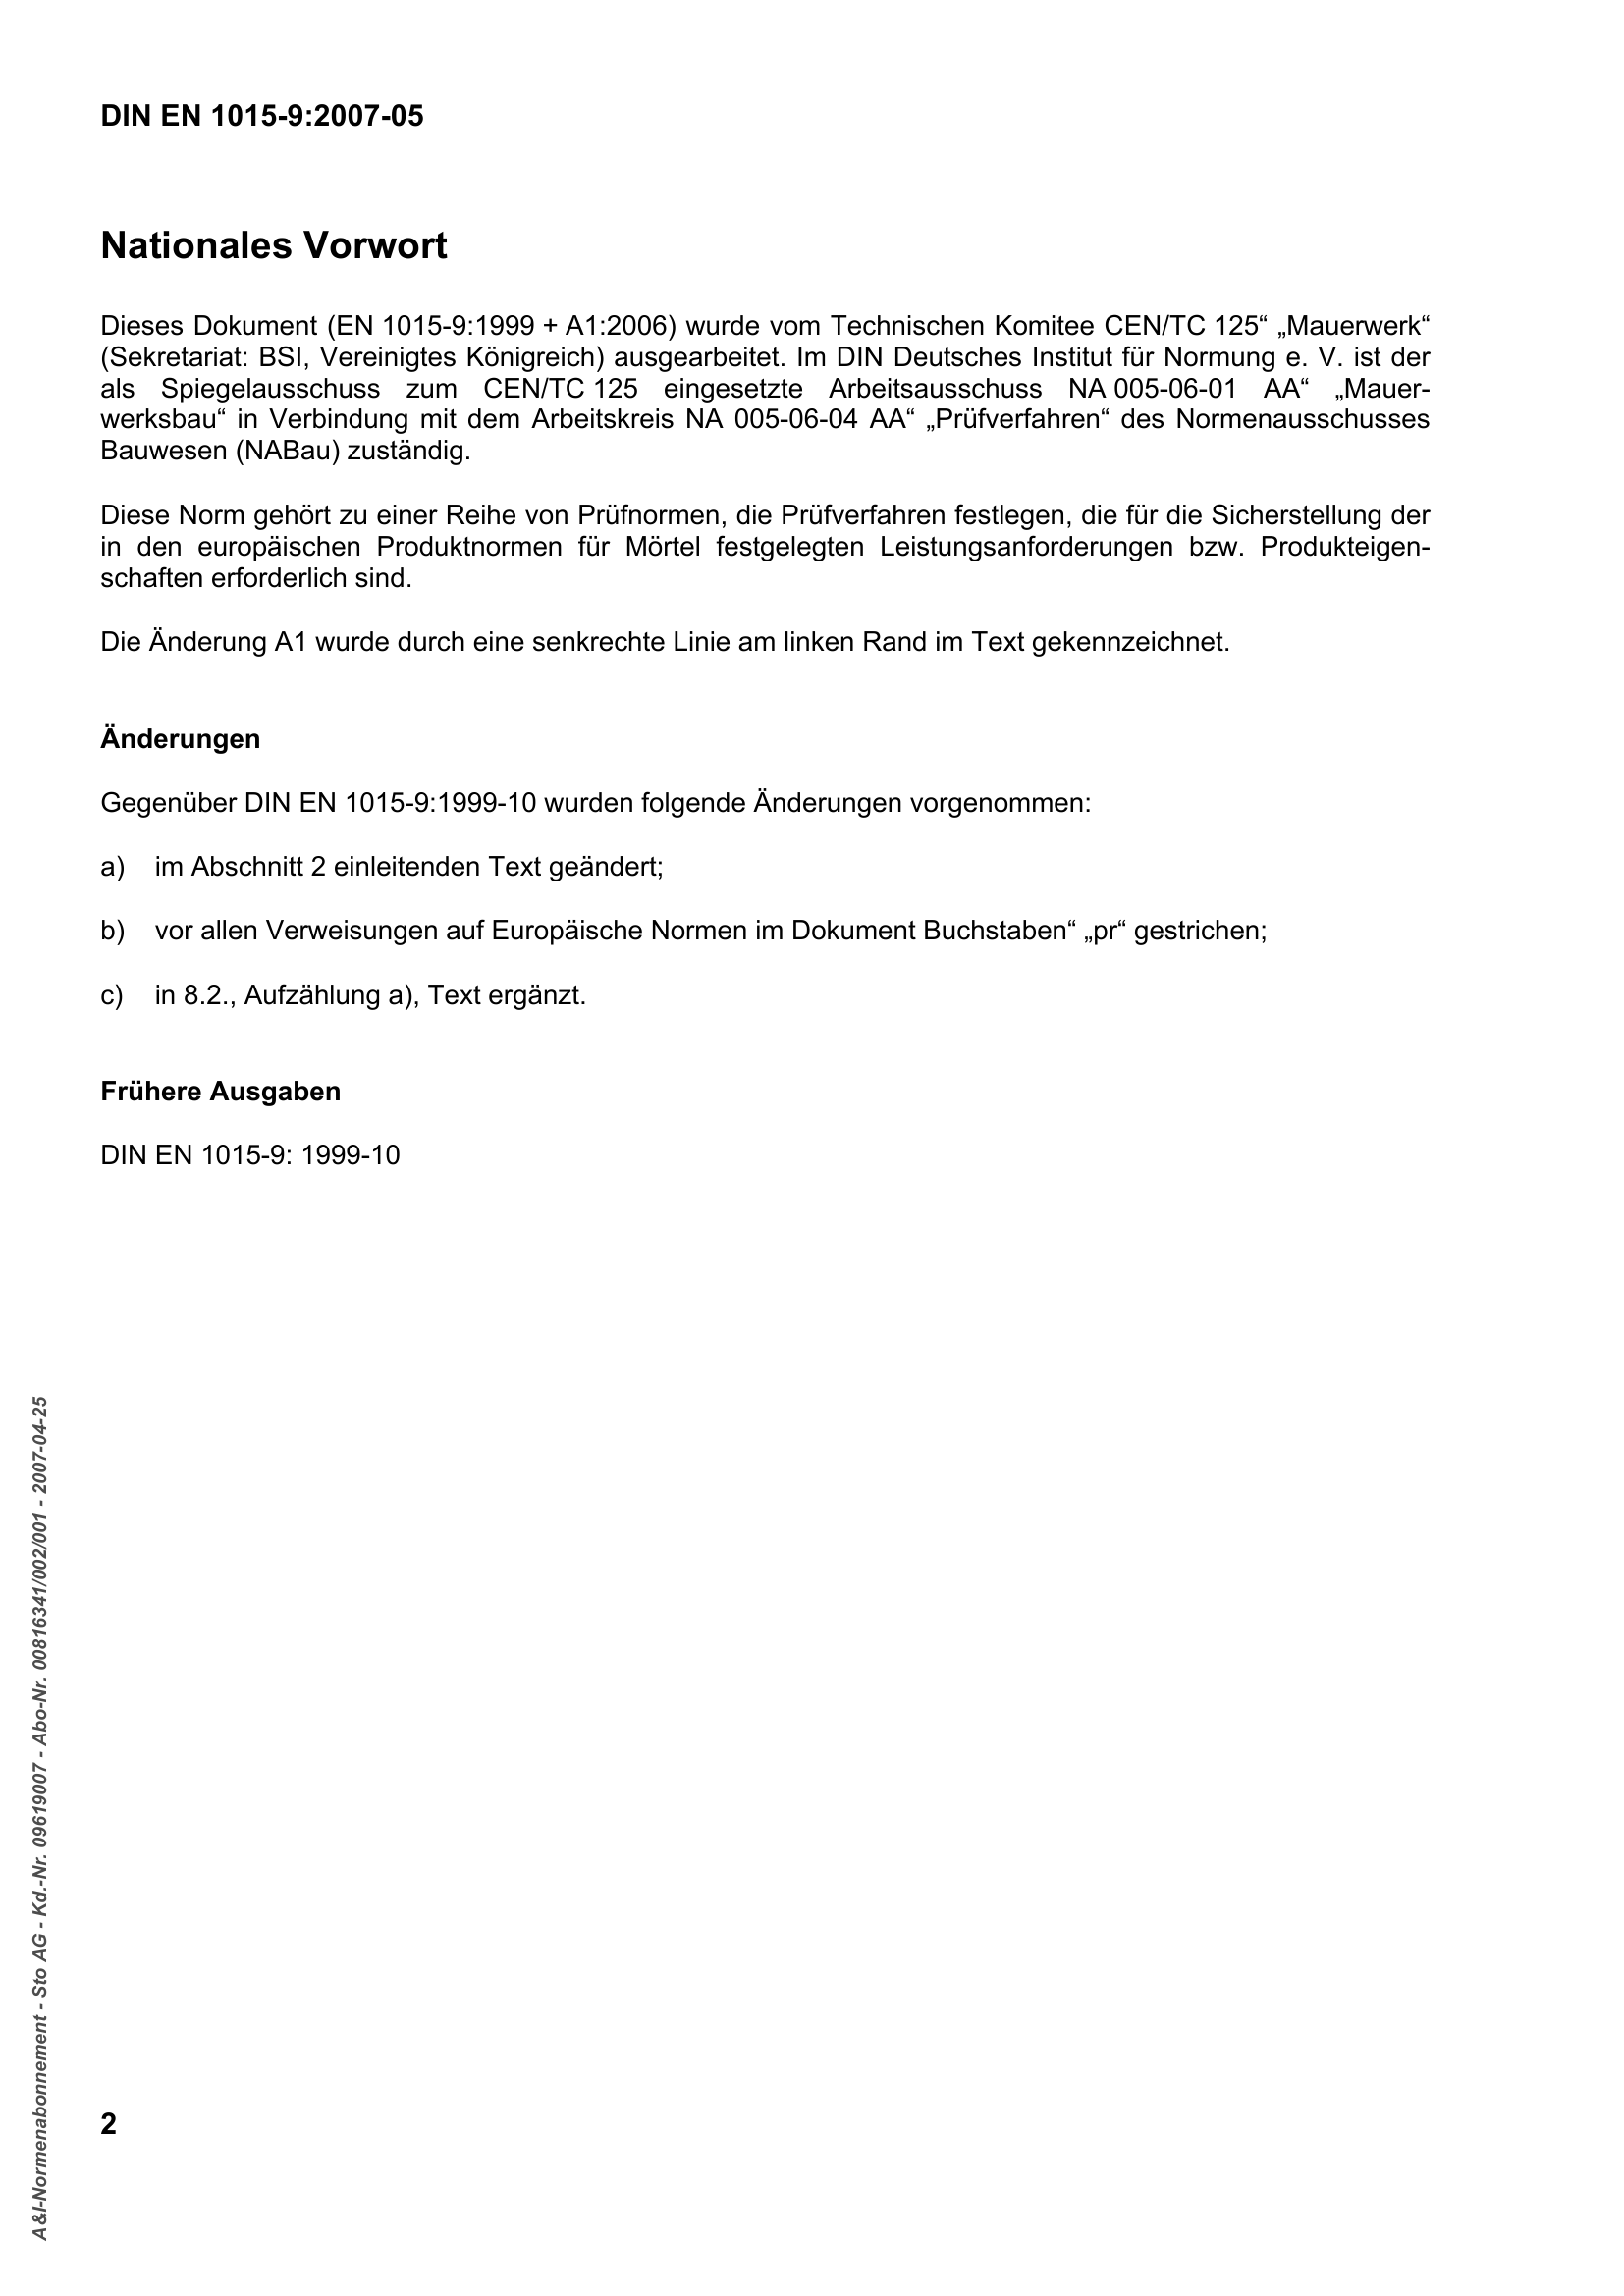 DIN EN 1015-9:2007-05
Nationales Vorwort
Dieses Dokument (EN 1015-9:1999 + A1:2006) wurde vom Technischen Komitee CEN/TC 125“ „Mauerwerk“
(Sekretariat: BSI, Vereinigtes Königreich) ausgearbeitet. Im DIN Deutsches Institut für Normung e. V. ist der
als Spiegelausschuss zum CEN/TC 125 eingesetzte Arbeitsausschuss NA 005-06-01 AA“ „Mauer-
werksbau“ in Verbindung mit dem Arbeitskreis NA 005-06-04 AA“ „Prüfverfahren“ des Normenausschusses
Bauwesen (NABau) zuständig.
Diese Norm gehört zu einer Reihe von Prüfnormen, die Prüfverfahren festlegen, die für die Sicherstellung der
in den europäischen Produktnormen für Mörtel festgelegten Leistungsanforderungen bzw. Produkteigen-
schaften erforderlich sind.
Die Änderung A1 wurde durch eine senkrechte Linie am linken Rand im Text gekennzeichnet.
Änderungen
Gegenüber DIN EN 1015-9:1999-10 wurden folgende Änderungen vorgenommen:
a) im Abschnitt 2 einleitenden Text geändert;
b) vor allen Verweisungen auf Europäische Normen im Dokument Buchstaben“ „pr“ gestrichen;
c) in 8.2., Aufzählung a), Text ergänzt.
Frühere Ausgaben
DIN EN 1015-9: 1999-10
A&I-Normenabonnement - Sto AG - Kd.-Nr. 09619007 - Abo-Nr. 00816341/002/001 - 2007-04-25
2